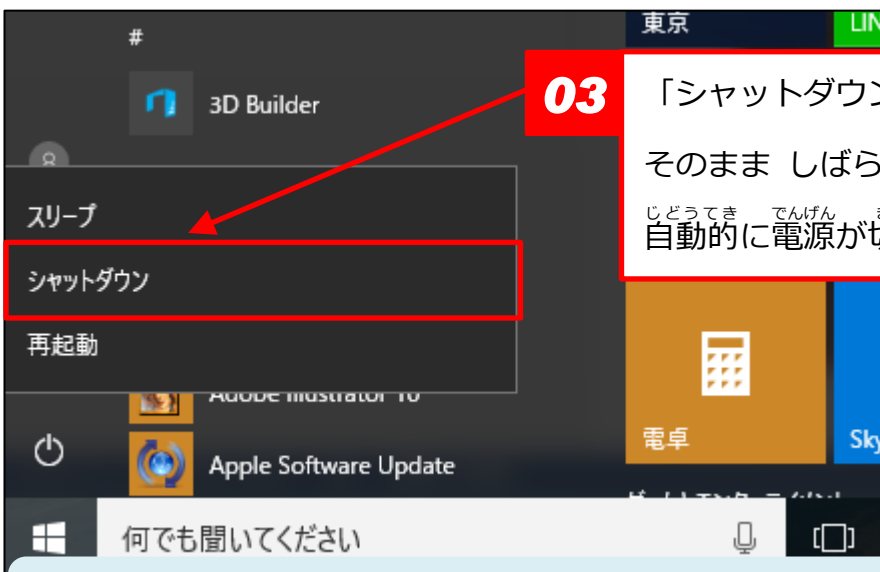 #
3D Builder
スリープ
シャットダウン
再起動
Apple Software Update
何でも聞いてください
東京
LIN
03
「シャットダウン
そのまま しばら
じどうてき でんげん
自動的に電源が
電卓
Sky